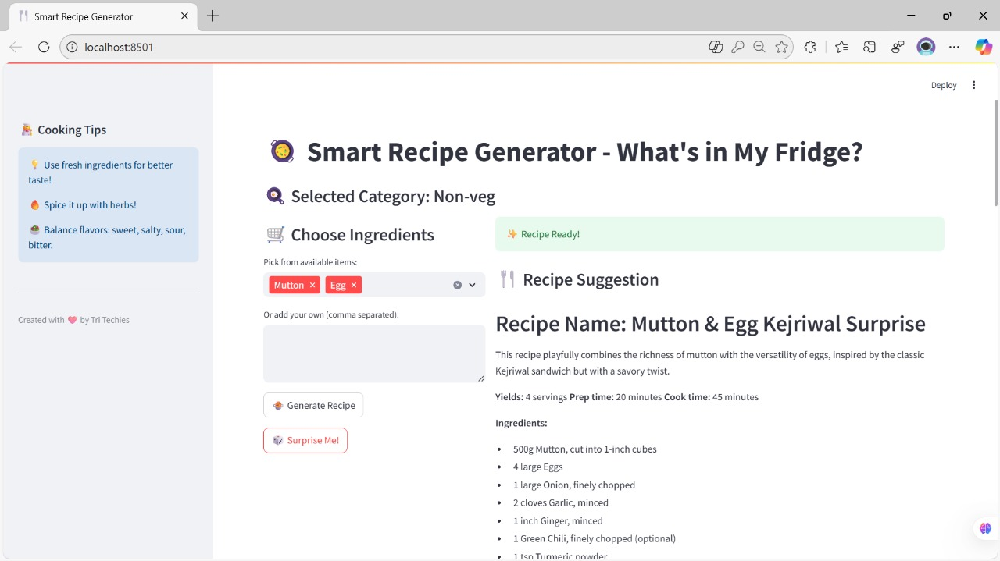 Smart Recipe Generator
localhost:8501
Deploy
Cooking Tips
Use fresh ingredients for better
taste!
Spice it up with herbs!
Balance flavors: sweet, salty, sour,
bitter.
Created with ❤️ by Tri Techies
Smart Recipe Generator - What's in My Fridge?
Selected Category: Non-veg
Choose Ingredients
Pick from available items:
Mutton
Egg
Or add your own (comma separated):
Generate Recipe
Surprise Me!
Recipe Ready!
Recipe Suggestion
Recipe Name: Mutton & Egg Kejriwal Surprise
This recipe playfully combines the richness of mutton with the versatility of eggs, inspired by the classic
Kejriwal sandwich but with a savory twist.
Yields: 4 servings Prep time: 20 minutes Cook time: 45 minutes
Ingredients:
500g Mutton, cut into 1-inch cubes
4 large Eggs
1 large Onion, finely chopped
2 cloves Garlic, minced
1 inch Ginger, minced
1 Green Chili, finely chopped (optional)
1 tsp Turmeric powder